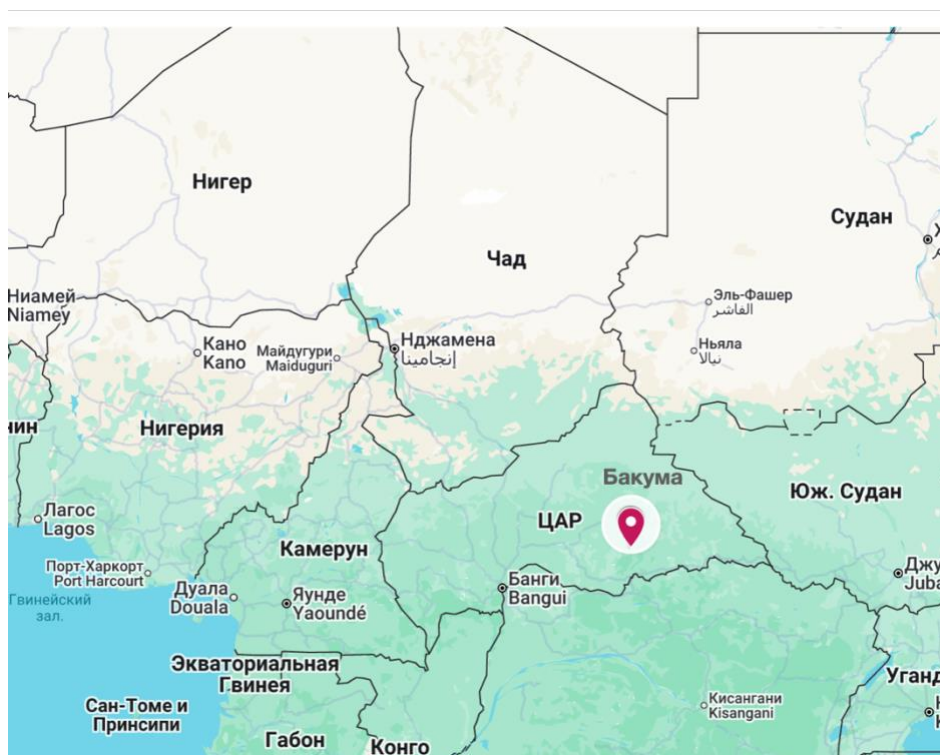 Нигер
Судан
Чад
Ниамей
Niamey
Эль-Фашер
الفاشر
Кано
Kano
Майдугури
Maiduguri
Нджамена
إنجامينا
Ньяла
نيالا
нин
Нигерия
Бакума
Юж. Судан
Лагос
Lagos
ЦАР
Камерун
Порт-Харкорт
Port Harcourt
Гвинейский
зал.
Дуала
Douala
Яунде
Yaoundé
Банги
Bangui
Джу
Juba
Экваториальная
Гвинея
Уганд
Сан-Томе и
Принсипи
Кисангани
Kisangani
Габон
Конго